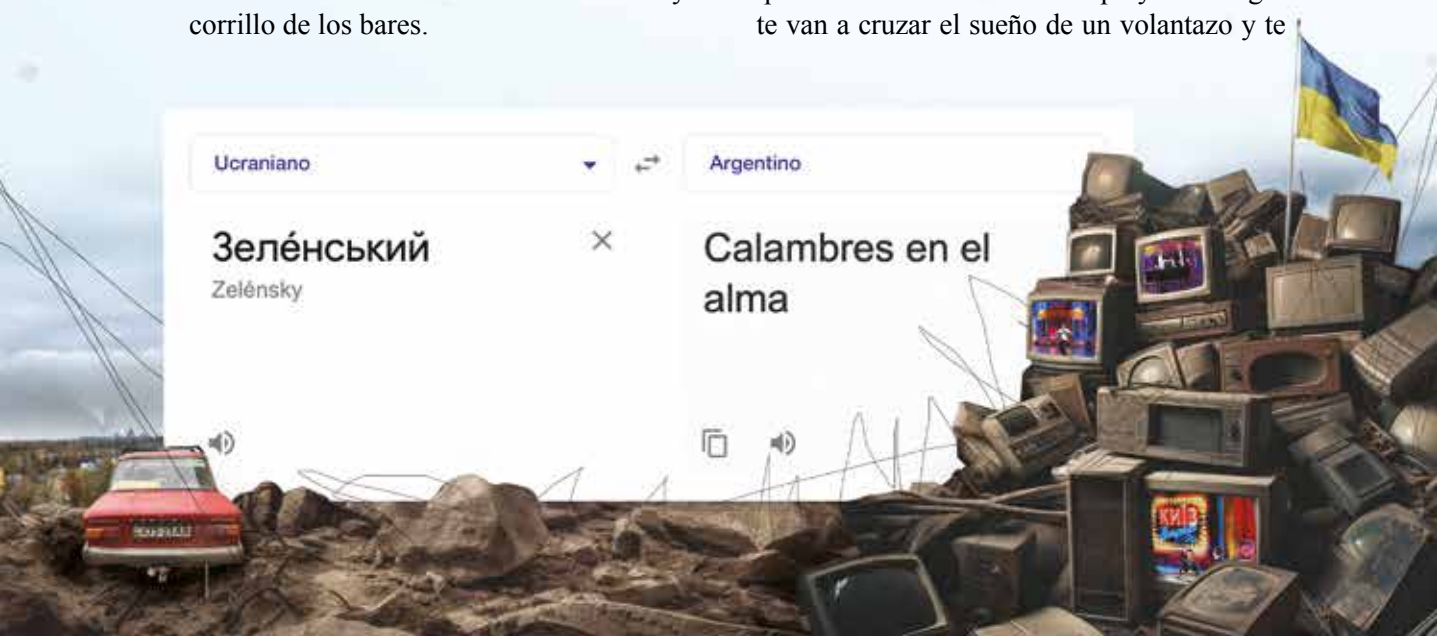 corrillo de los bares.
te van a cruzar el sueño de un volantazo y te
Ucraniano
Argentino
Зеле́нський
Zelénsky
Calambres en el
alma